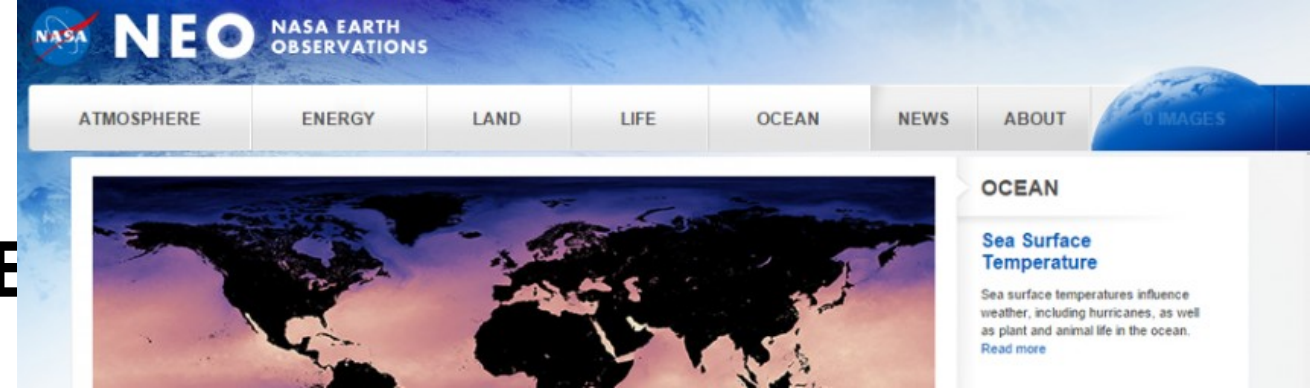 NASA NEO NASA EARTH
OBSERVATIONS
ATMOSPHERE ENERGY LAND LIFE OCEAN NEWS ABOUT 0 IMAGES
OCEAN
E
Sea Surface
Temperature
Sea surface temperatures influence
weather, including hurricanes, as well
as plant and animal life in the ocean.
Read more